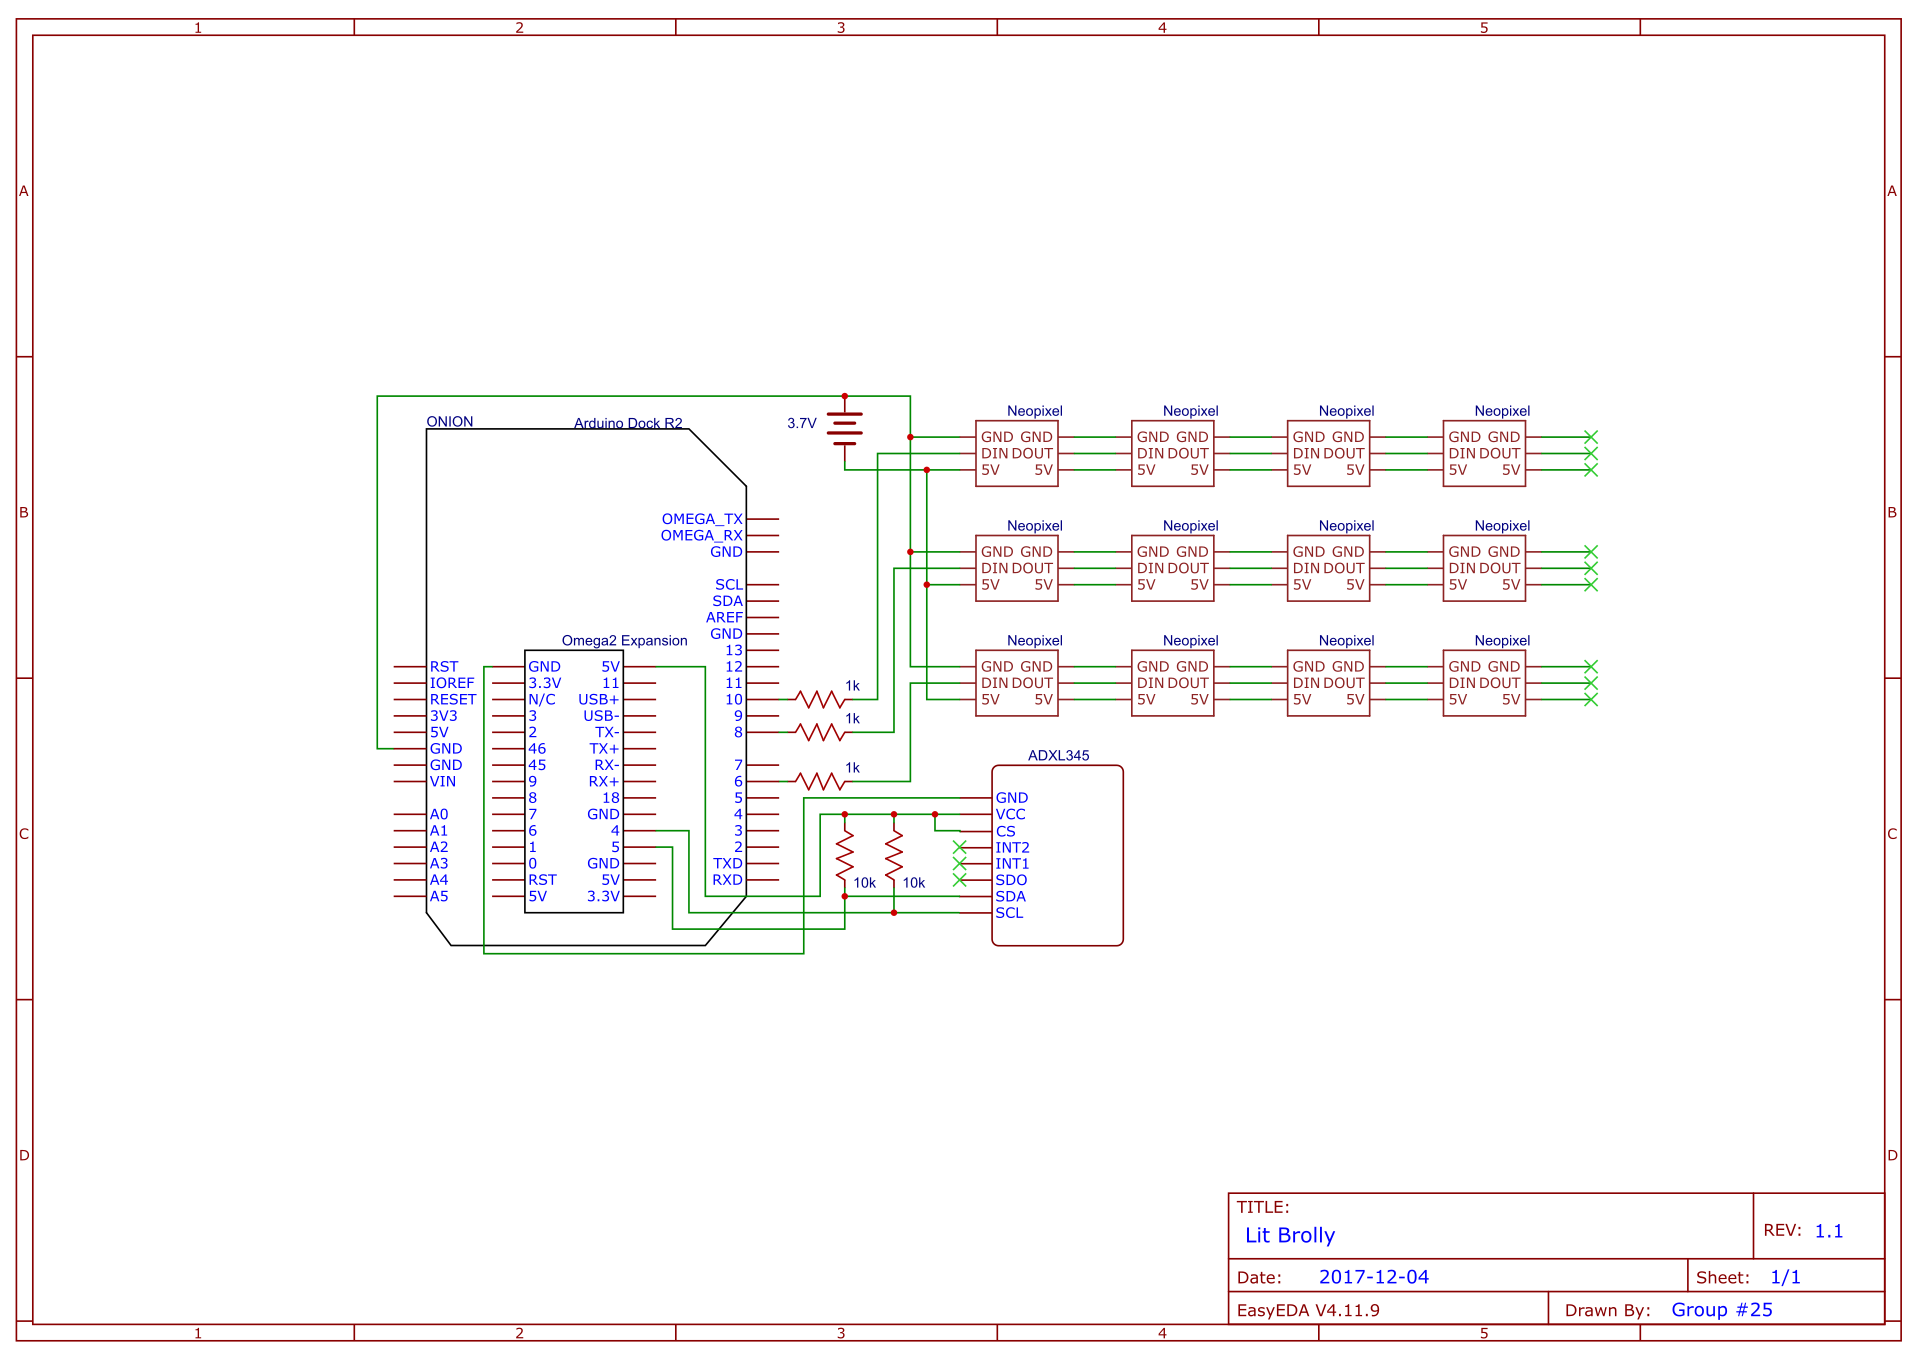 1 2 3 4 5
A A
B B
C C
D D
ONION Arduino Dock R2
OMEGA_TX
OMEGA_RX
GND
SCL
SDA
AREF
GND
13
12
11
10
9
8
7
6
5
4
3
2
TXD
RXD
RST
IOREF
RESET
3V3
5V
GND
GND
VIN
A0
A1
A2
A3
A4
A5
Omega2 Expansion
GND 5V
3.3V 11
N/C USB+
3 USB-
2 TX-
46 TX+
45 RX-
9 RX+
8 18
7 GND
6 4
1 5
0 GND
RST 5V
5V 3.3V
3.7V
1k
1k
1k
10k 10k
Neopixel Neopixel Neopixel Neopixel
GND GND GND GND GND GND GND GND
DIN DOUT DIN DOUT DIN DOUT DIN DOUT
5V 5V 5V 5V 5V 5V 5V 5V
Neopixel Neopixel Neopixel Neopixel
GND GND GND GND GND GND GND GND
DIN DOUT DIN DOUT DIN DOUT DIN DOUT
5V 5V 5V 5V 5V 5V 5V 5V
Neopixel Neopixel Neopixel Neopixel
GND GND GND GND GND GND GND GND
DIN DOUT DIN DOUT DIN DOUT DIN DOUT
5V 5V 5V 5V 5V 5V 5V 5V
ADXL345
GND
VCC
CS
INT2
INT1
SDO
SDA
SCL
TITLE:
Lit Brolly
REV: 1.1
Date: 2017-12-04
Sheet: 1/1
EasyEDA V4.11.9
Drawn By: Group #25
1 2 3 4 5